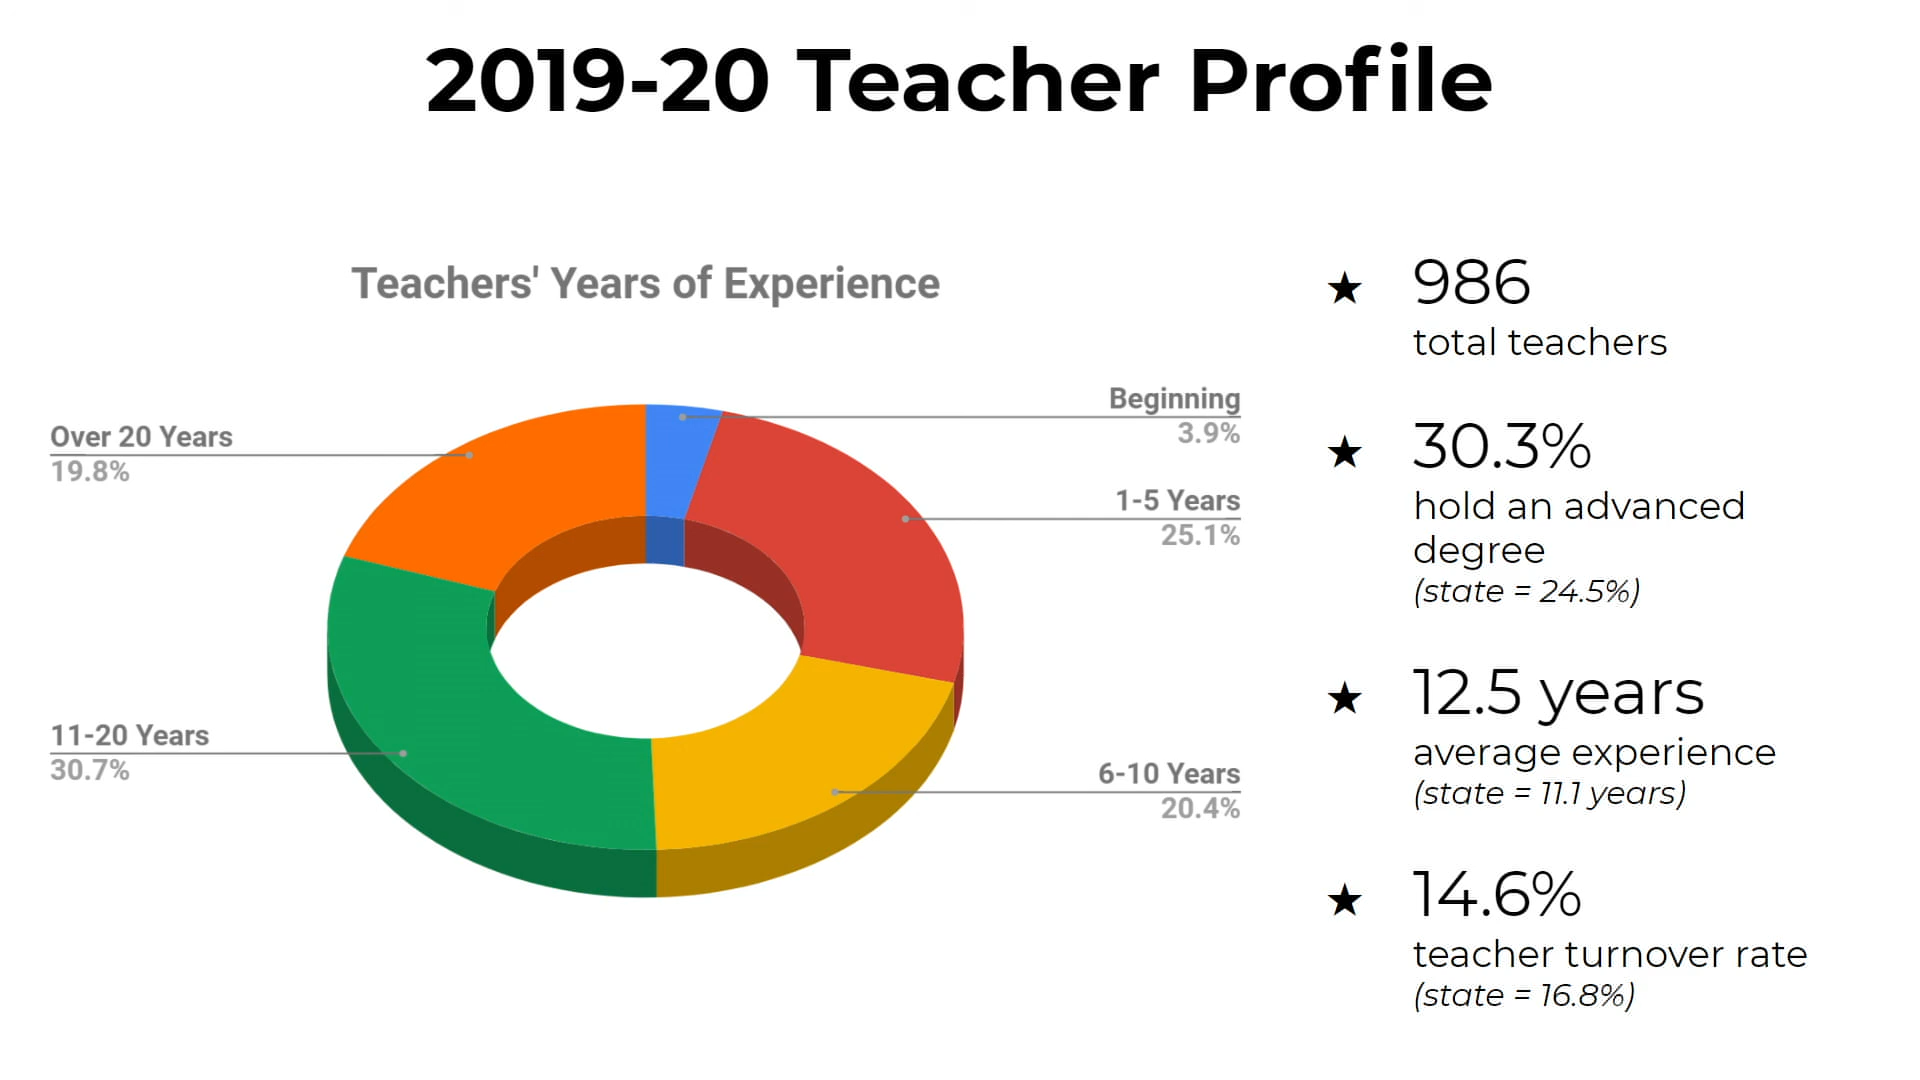 2019-20 Teacher Profile
Teachers' Years of Experience
Over 20 Years
19.8%
11-20 Years
30.7%
Beginning
3.9%
1-5 Years
25.1%
6-10 Years
20.4%
★ 986
total teachers
★ 30.3%
hold an advanced
degree
(state = 24.5%)
★ 12.5 years
average experience
(state = 11.1 years)
★ 14.6%
teacher turnover rate
(state = 16.8%)